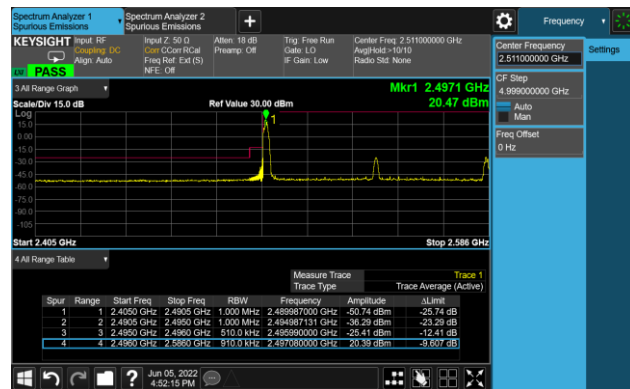 Spectrum Analyzer 1
Spurious Emissions
Spectrum Analyzer 2
Spurious Emissions
Frequency
KEYSIGHT
Input: RF
Coupling: DC
Align: Auto
Input Z: 50 Ω
Corr CCorr RCal
Freq Ref: Ext (S)
NFE: Off
Atten: 18 dB
Preamp: Off
Trig: Free Run
Gate: LO
IF Gain: Low
Center Freq: 2.511000000 GHz
Avg|Hold:>10/10
Radio Std: None
PASS
Center Frequency
2.511000000 GHz
Settings
CF Step
4.999000000 GHz
Auto
Man
Freq Offset
0 Hz
3 All Range Graph
Mkr1 2.4971 GHz
Scale/Div 15.0 dB
Ref Value 30.00 dBm
20.47 dBm
Log
1
15.0
0.00
-15.0
-30.0
-45.0
-60.0
-75.0
-90.0
-105
Start 2.405 GHz
Stop 2.586 GHz
4 All Range Table
Measure Trace Trace 1
Trace Type Trace Average (Active)
Spur Range Start Freq Stop Freq RBW Frequency Amplitude ΔLimit
1 1 2.4050 GHz 2.4905 GHz 1.000 MHz 2.489987000 GHz -50.74 dBm -25.74 dB
2 2 2.4905 GHz 2.4950 GHz 1.000 MHz 2.494987131 GHz -36.29 dBm -23.29 dB
3 3 2.4950 GHz 2.4960 GHz 510.0 kHz 2.495990000 GHz -25.41 dBm -12.41 dB
4 4 2.4960 GHz 2.5860 GHz 910.0 kHz 2.497080000 GHz 20.39 dBm -9.607 dB
?
Jun 05, 2022
4:52:15 PM